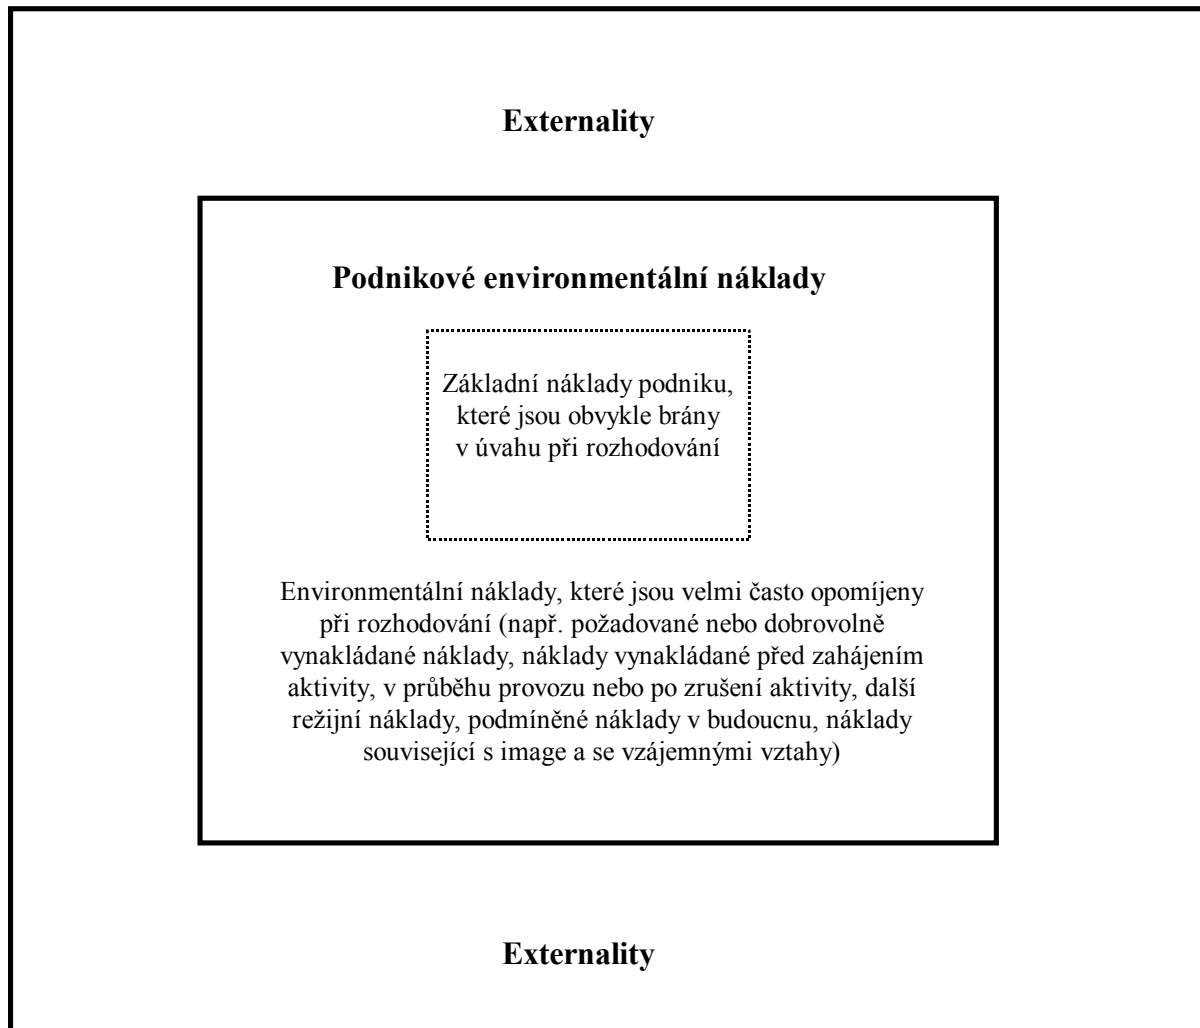 Externality
Podnikové environmentální náklady
Základní náklady podniku,
které jsou obvykle brány
v úvahu při rozhodování
Environmentální náklady, které jsou velmi často opomíjeny
při rozhodování (např. požadované nebo dobrovolně
vynakládané náklady, náklady vynakládané před zahájením
aktivity, v průběhu provozu nebo po zrušení aktivity, další
režijní náklady, podmíněné náklady v budoucnu, náklady
související s image a se vzájemnými vztahy)
Externality